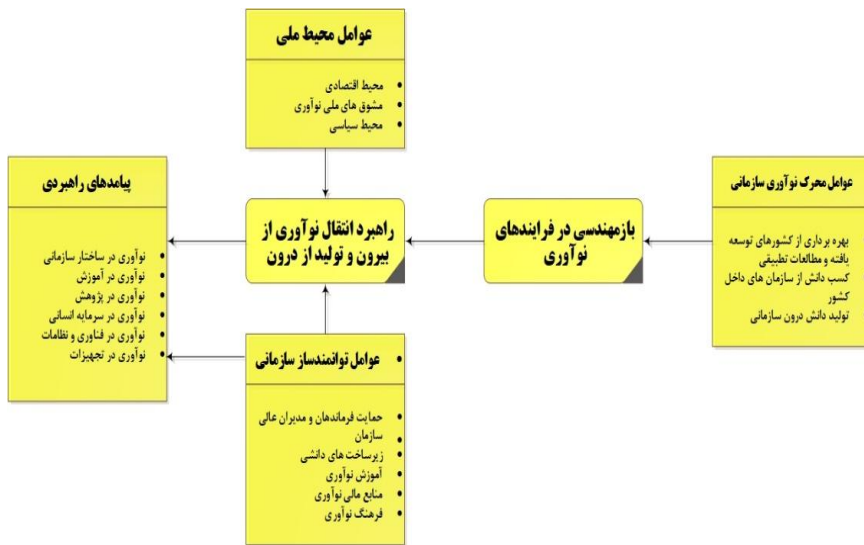 عوامل محیط ملی
محیط اقتصادی
مشوق های ملی نوآوری
محیط سیاسی
عوامل محرک نوآوری سازمانی
بهره برداری از کشورهای توسعه
یافته و مطالعات تطبیقی
کسب دانش از سازمان های داخل
کشور
تولید دانش درون سازمانی
بازمهندسی در فرایندهای
نوآوری
راهبرد انتقال نوآوری از
بیرون و تولید از درون
پیامدهای راهبردی
نوآوری در ساختار سازمانی
نوآوری در آموزش
نوآوری در پژوهش
نوآوری در سرمایه انسانی
نوآوری در فناوری و نظامات
نوآوری در تجهیزات
عوامل توانمندساز سازمانی
حمایت فرماندهان و مدیران عالی
سازمان
زیرساخت های دانشی
آموزش نوآوری
منابع مالی نوآوری
فرهنگ نوآوری